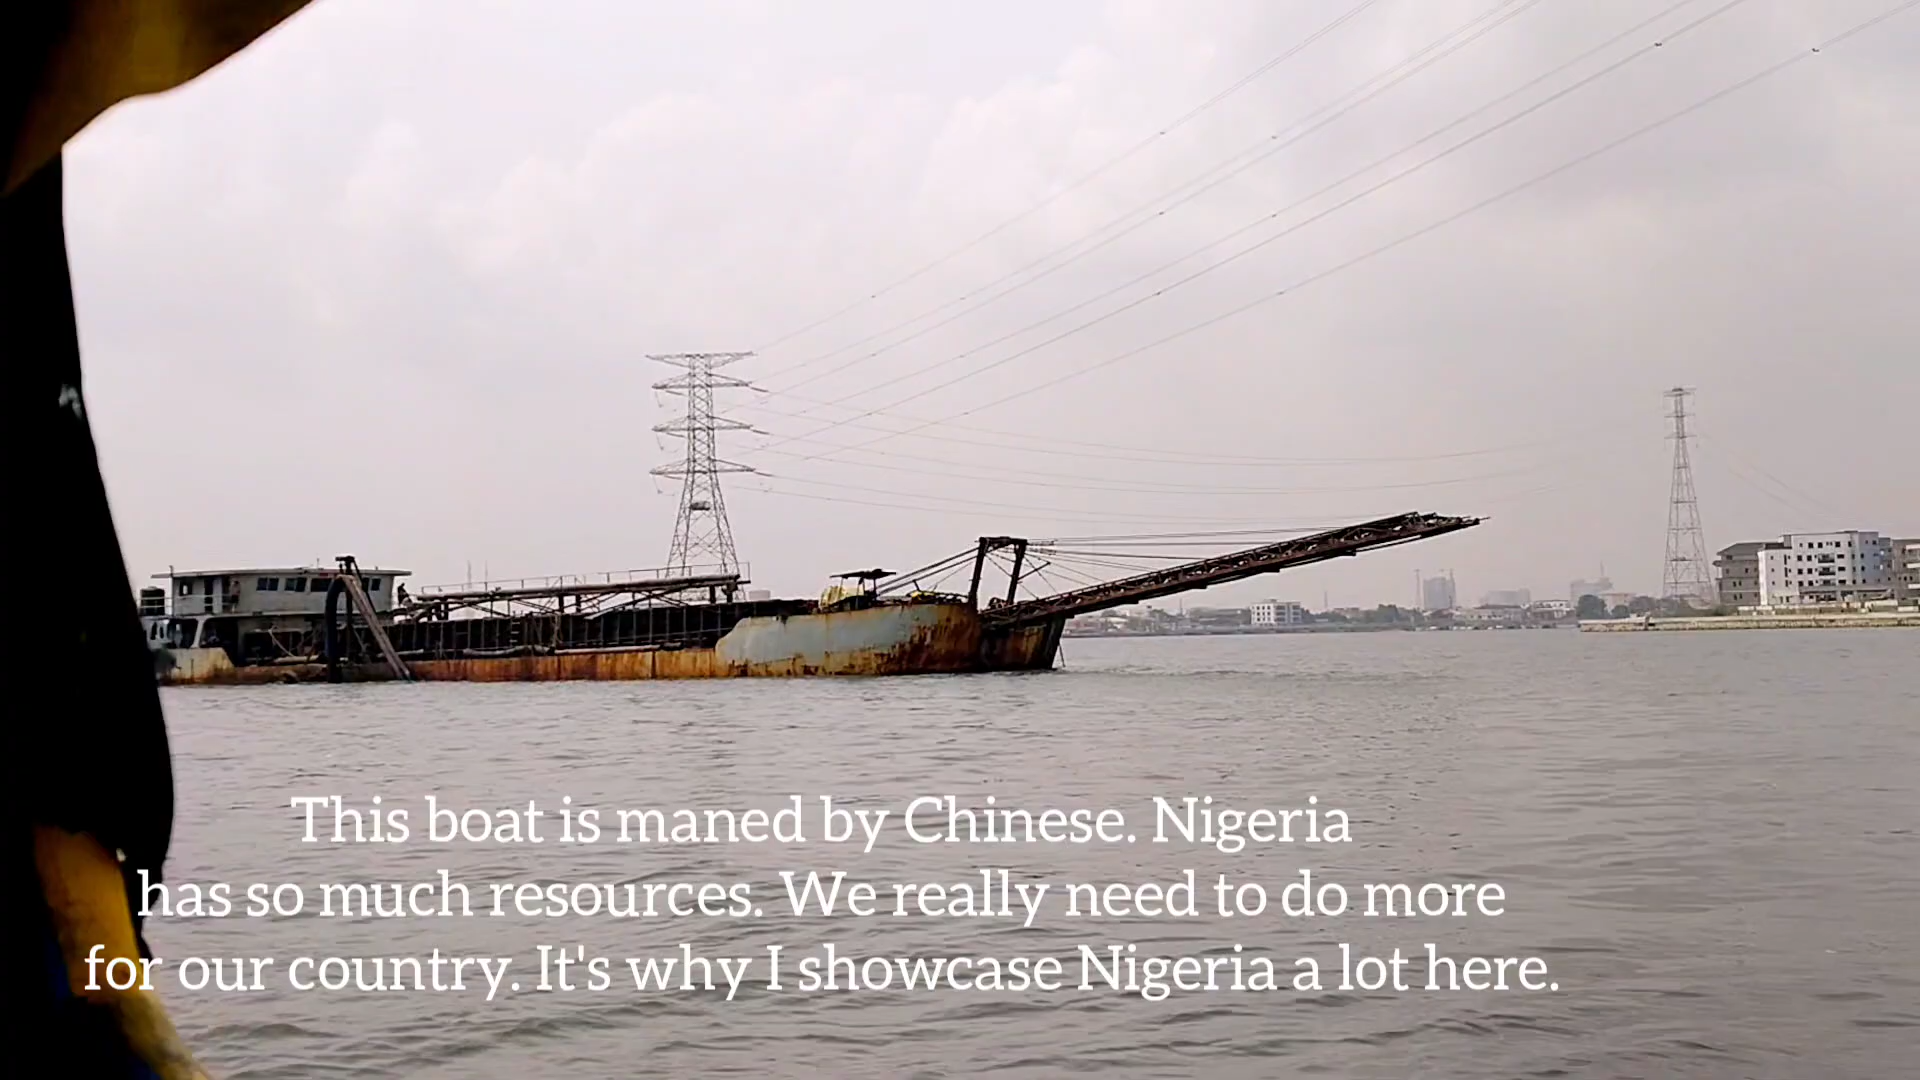 This boat is maned by Chinese. Nigeria
has so much resources. We really need to do more
for our country. It's why I showcase Nigeria a lot here.